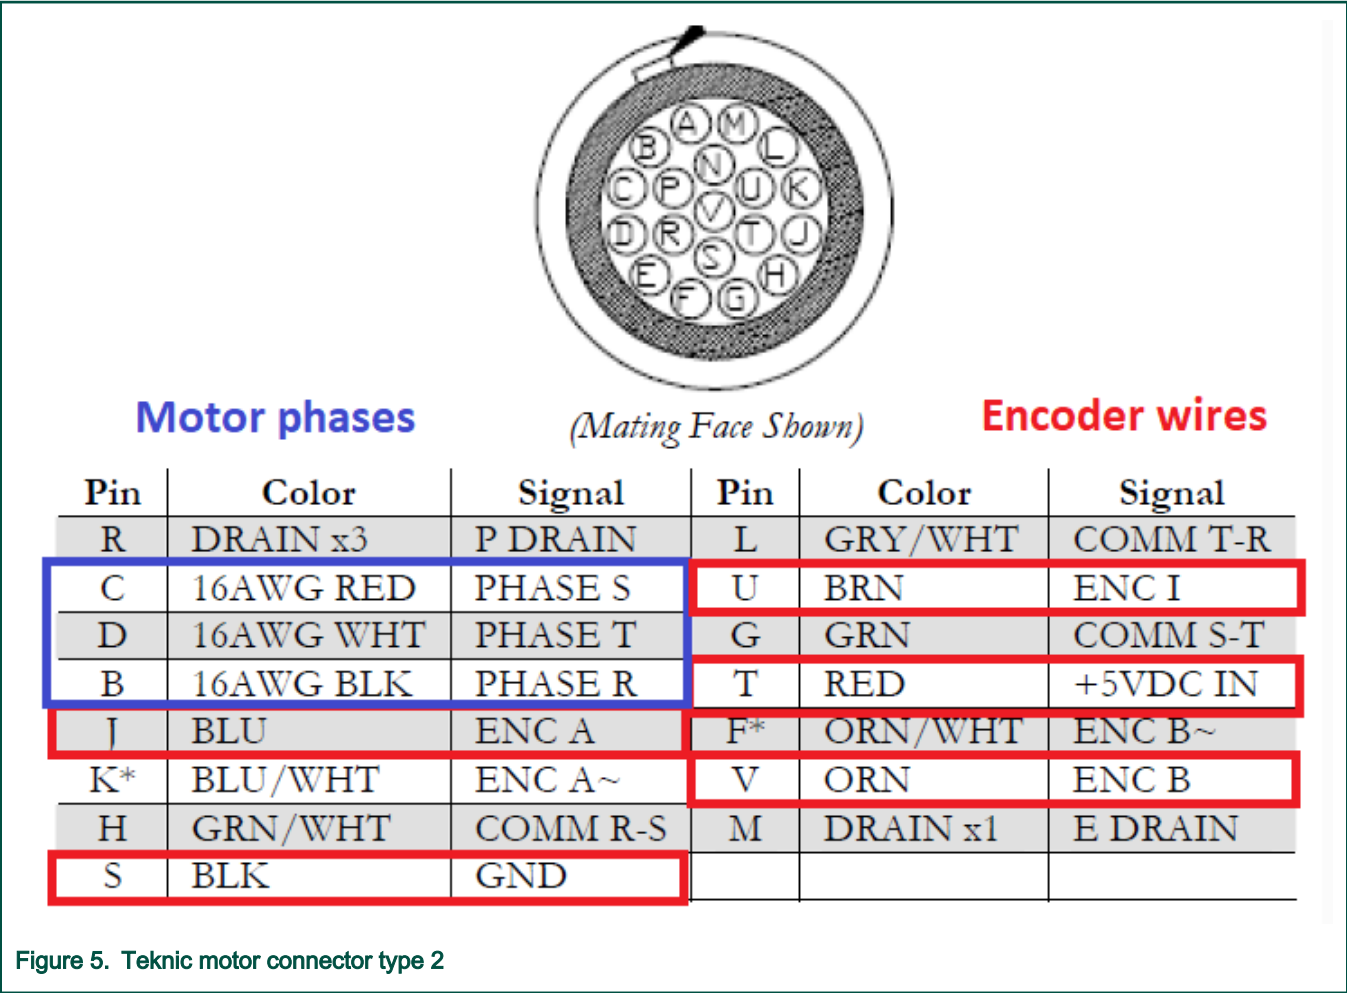 A M
B L
N
C P U K
V
D R T J
S
E H
F G
Motor phases (Mating Face Shown) Encoder wires
Pin Color Signal Pin Color Signal
R DRAIN x3 P DRAIN L GRY/WHT COMM T-R
C 16AWG RED PHASE S U BRN ENC I
D 16AWG WHT PHASE T G GRN COMM S-T
B 16AWG BLK PHASE R T RED +5VDC IN
J BLU ENC A F* ORN/WHT ENC B~
K* BLU/WHT ENC A~ V ORN ENC B
H GRN/WHT COMM R-S M DRAIN x1 E DRAIN
S BLK GND
Figure 5. Teknic motor connector type 2